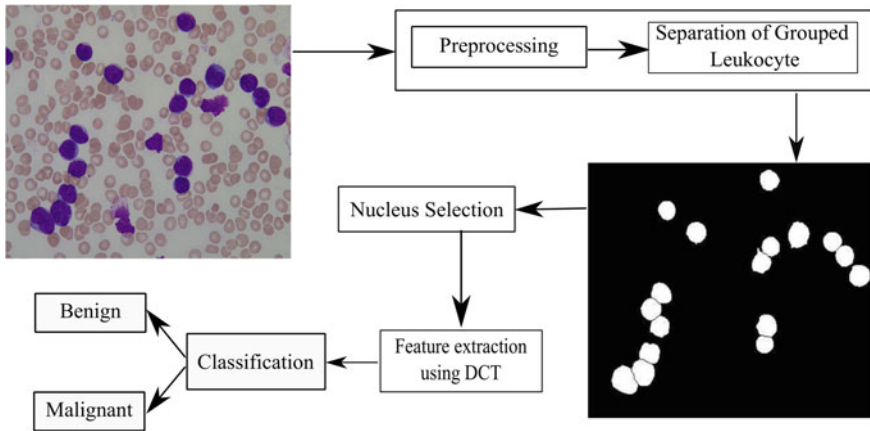 Preprocessing
Separation of Grouped
Leukocyte
Nucleus Selection
Feature extraction
using DCT
Classification
Benign
Malignant